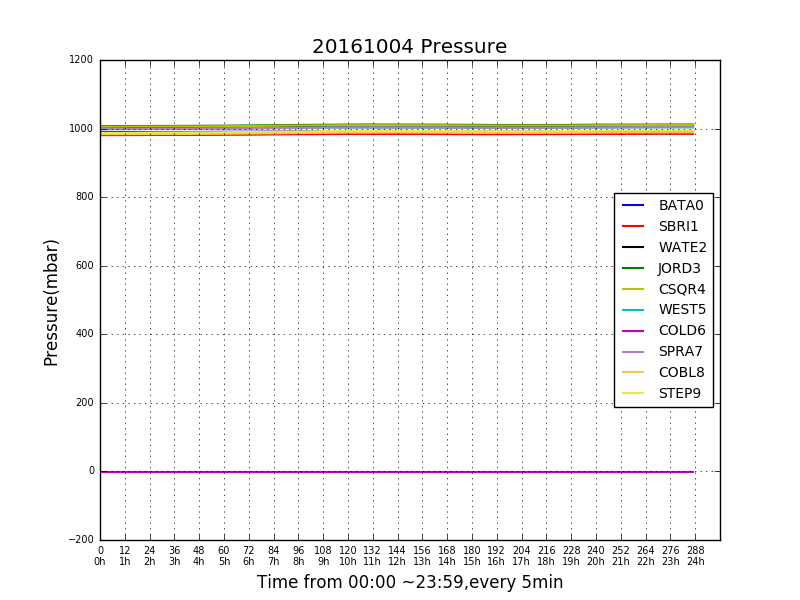 20161004 Pressure
1200
1000
800
600
400
200
0
−200
Pressure(mbar)
0 12 24 36 48 60 72 84 96 108 120 132 144 156 168 180 192 204 216 228 240 252 264 276 288
0h 1h 2h 3h 4h 5h 6h 7h 8h 9h 10h 11h 12h 13h 14h 15h 16h 17h 18h 19h 20h 21h 22h 23h 24h
Time from 00:00 ~23:59,every 5min
BATA0
SBRI1
WATE2
JORD3
CSQR4
WEST5
COLD6
SPRA7
COBL8
STEP9